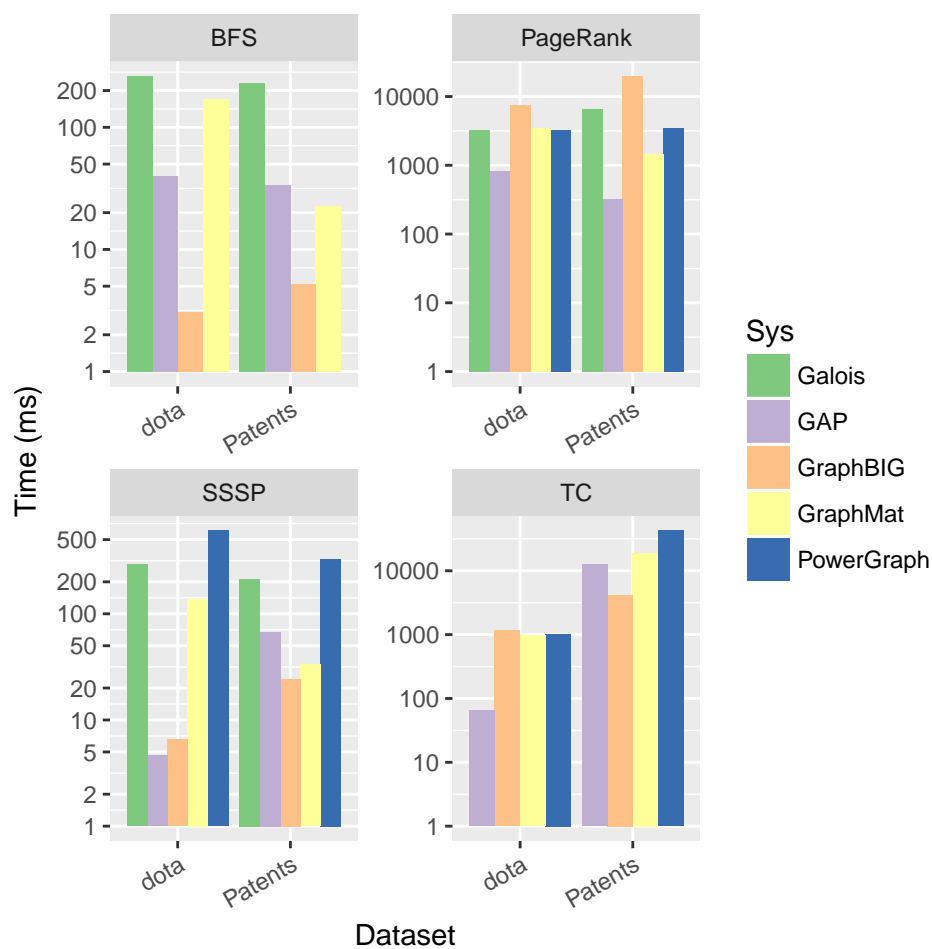 BFS
200
100
50
20
10
5
2
1
dota
Patents
PageRank
10000
1000
100
10
1
dota
Patents
SSSP
500
200
100
50
20
10
5
2
1
dota
Patents
TC
10000
1000
100
10
1
dota
Patents
Time (ms)
Dataset
Sys
Galois
GAP
GraphBIG
GraphMat
PowerGraph